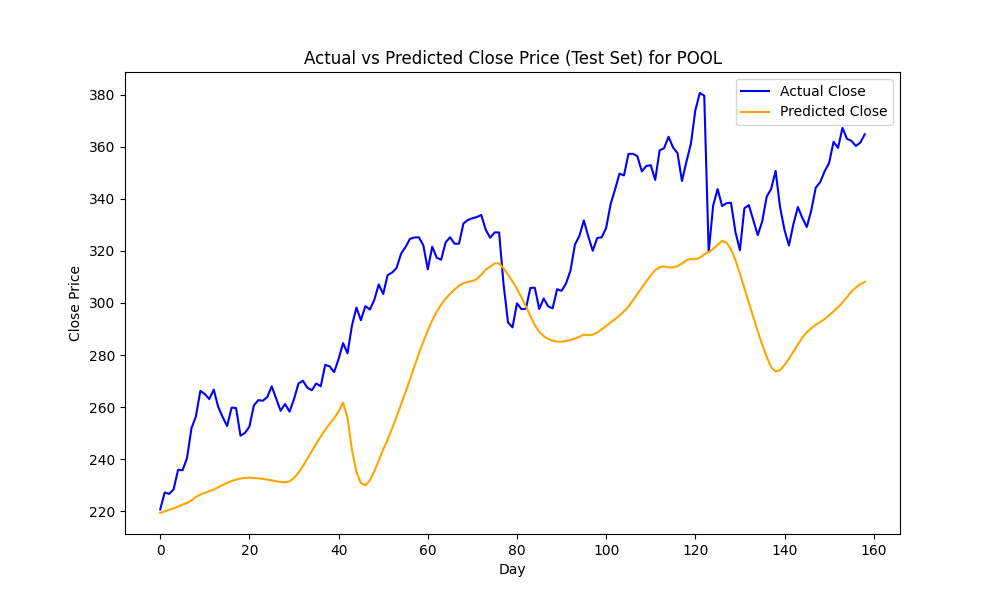 Actual vs Predicted Close Price (Test Set) for POOL
Actual Close
Predicted Close
380
360
340
320
300
280
260
240
220
Close Price
0 20 40 60 80 100 120 140 160
Day